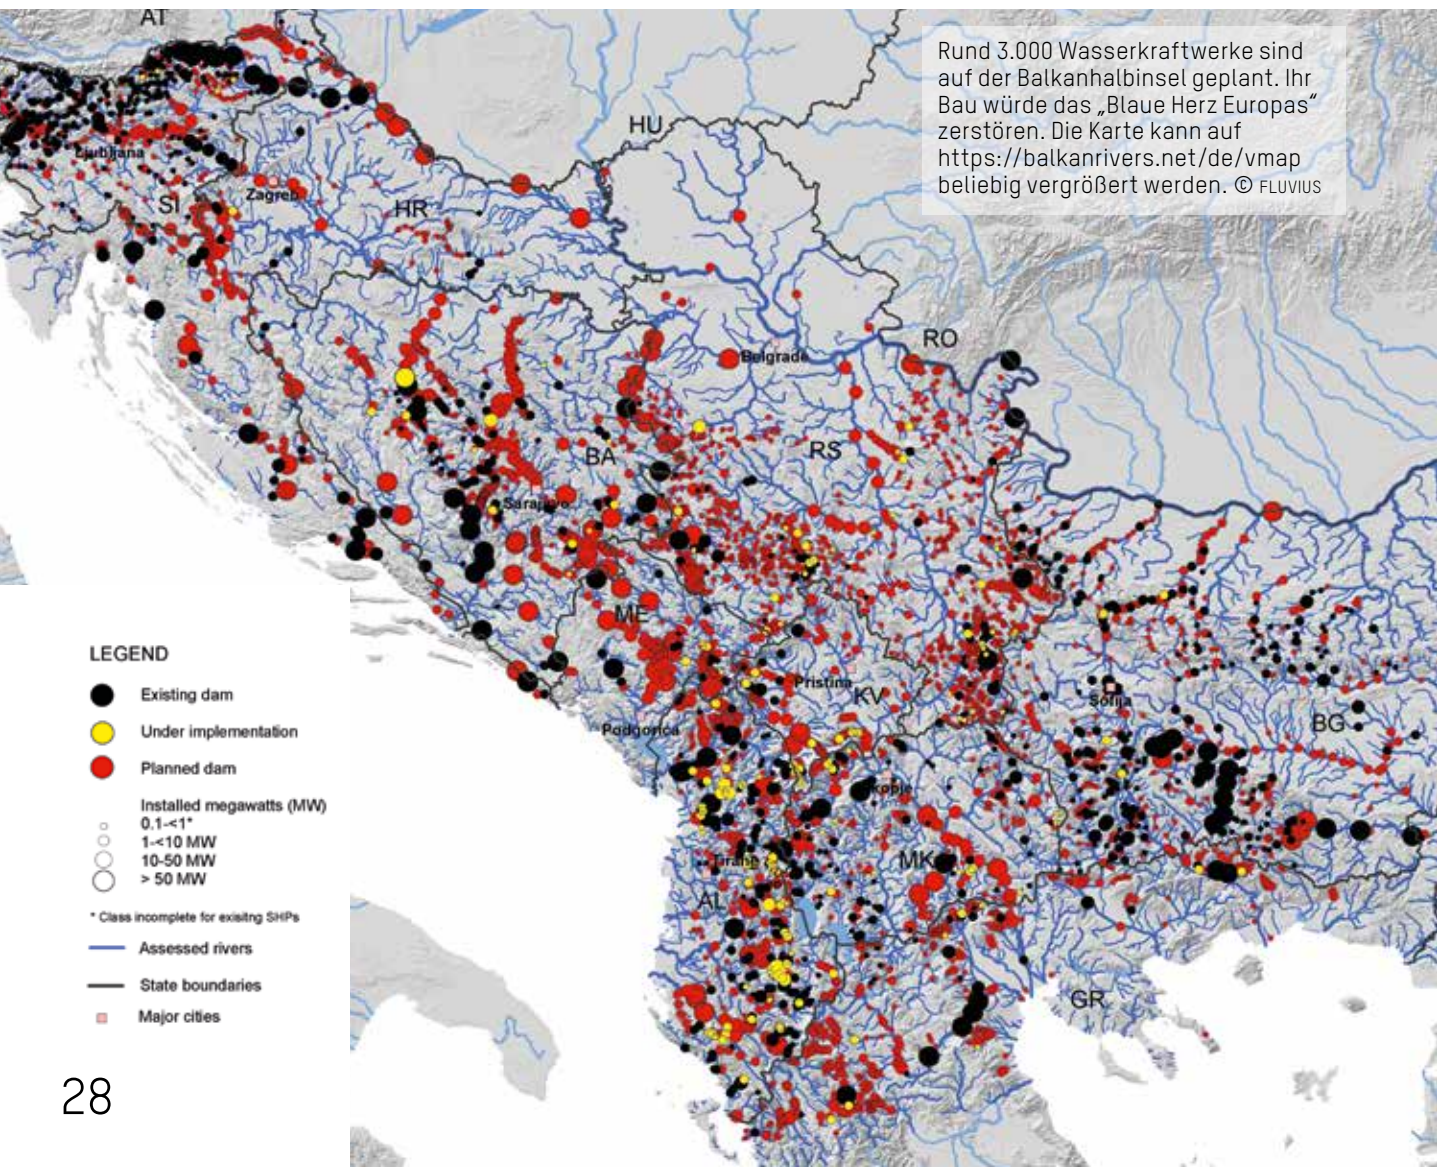 AT
Rund 3.000 Wasserkraftwerke sind
auf der Balkanhalbinsel geplant. Ihr
Bau würde das „Blaue Herz Europas“
zerstören. Die Karte kann auf
https://balkanrivers.net/de/vmap
beliebig vergrößert werden. © FLUVIUS
HU
Ljubljana
Zagreb
SI
HR
RO
Belgrade
BA
RS
Sarajevo
ME
Pristina
KV
Sofija
BG
Podgorica
Skopje
Tirane
MK
AL
GR
LEGEND
Existing dam
Under implementation
Planned dam
Installed megawatts (MW)
0.1-<1*
1-<10 MW
10-50 MW
> 50 MW
* Class incomplete for exisitng SHPs
Assessed rivers
State boundaries
Major cities
28